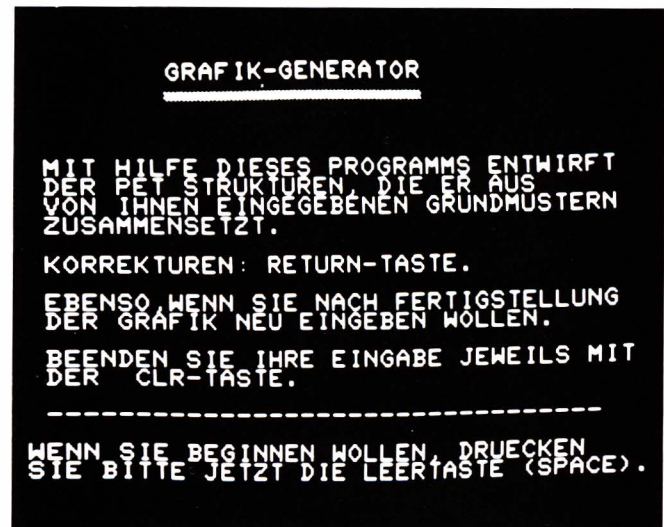 GRAFIK-GENERATOR
MIT HILFE DIESES PROGRAMMS ENTWIRFT
DER PET STRUKTUREN, DIE ER AUS
VON IHNEN EINGEGEBENEN GRUNDMUSTERN
ZUSAMMENSETZT.
KORREKTUREN: RETURN-TASTE.
EBENSO,WENN SIE NACH FERTIGSTELLUNG
DER GRAFIK NEU EINGEBEN WOLLEN.
BEENDEN SIE IHRE EINGABE JEWEILS MIT
DER CLR-TASTE.
-----------------------------------
WENN SIE BEGINNEN WOLLEN, DRUECKEN
SIE BITTE JETZT DIE LEERTASTE (SPACE).